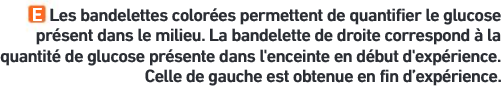 E Les bandelettes colorées permettent de quantifier le glucose
présent dans le milieu. La bandelette de droite correspond à la
quantité de glucose présente dans l'enceinte en début d'expérience.
Celle de gauche est obtenue en fin d’expérience.